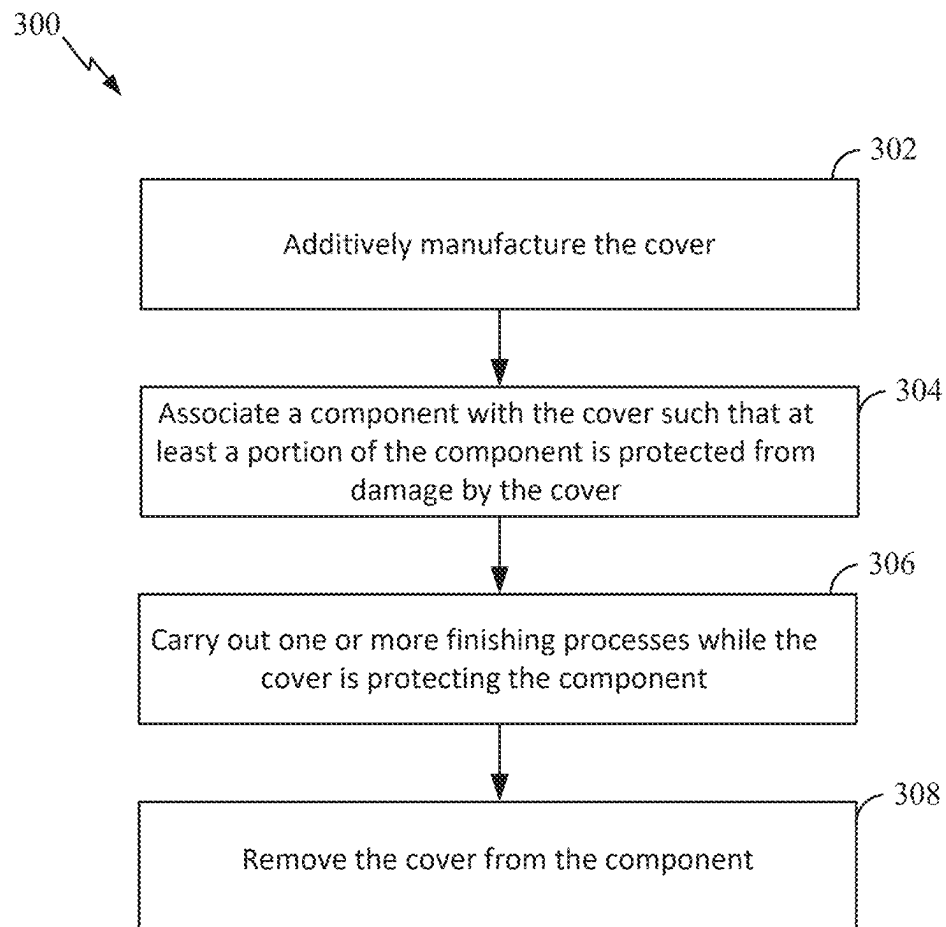 300
302
Additively manufacture the cover
304
Associate a component with the cover such that at
least a portion of the component is protected from
damage by the cover
306
Carry out one or more finishing processes while the
cover is protecting the component
308
Remove the cover from the component